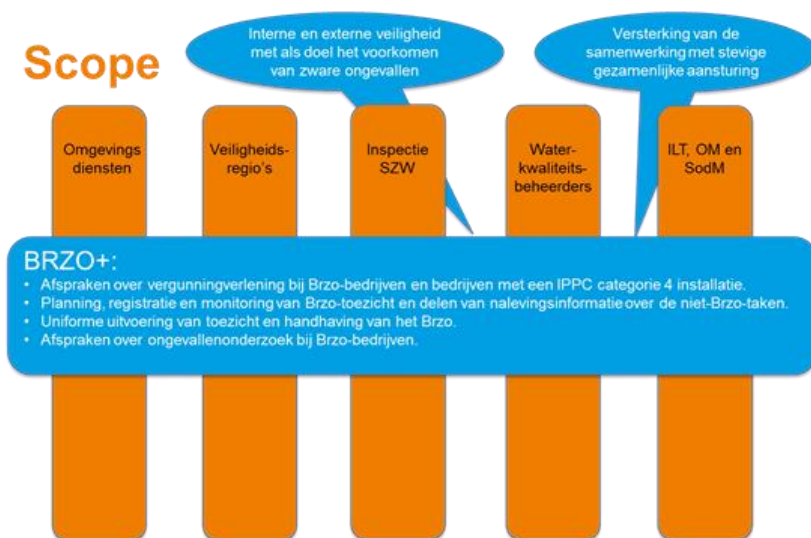 Scope
Interne en externe veiligheid
met als doel het voorkomen
van zware ongevallen
Versterking van de
samenwerking met stevige
gezamenlijke aansturing
Omgevings
diensten
Veiligheids-
regio's
Inspectie
SZW
Water-
kwaliteits-
beheerders
ILT, OM en
SodM
BRZO+:
• Afspraken over vergunningverlening bij Brzo-bedrijven en bedrijven met een IPPC categorie 4 installatie.
• Planning, registratie en monitoring van Brzo-toezicht en delen van nalevingsinformatie over de niet-Brzo-taken.
• Uniforme uitvoering van toezicht en handhaving van het Brzo.
• Afspraken over ongevallenonderzoek bij Brzo-bedrijven.